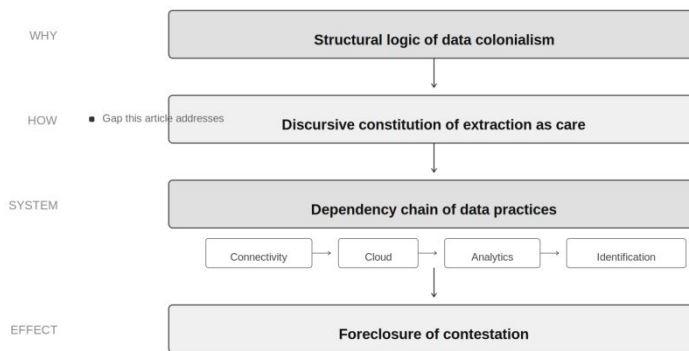 WHY
Structural logic of data colonialism
HOW
■ Gap this article addresses
Discursive constitution of extraction as care
SYSTEM
Dependency chain of data practices
Connectivity
Cloud
Analytics
Identification
EFFECT
Foreclosure of contestation